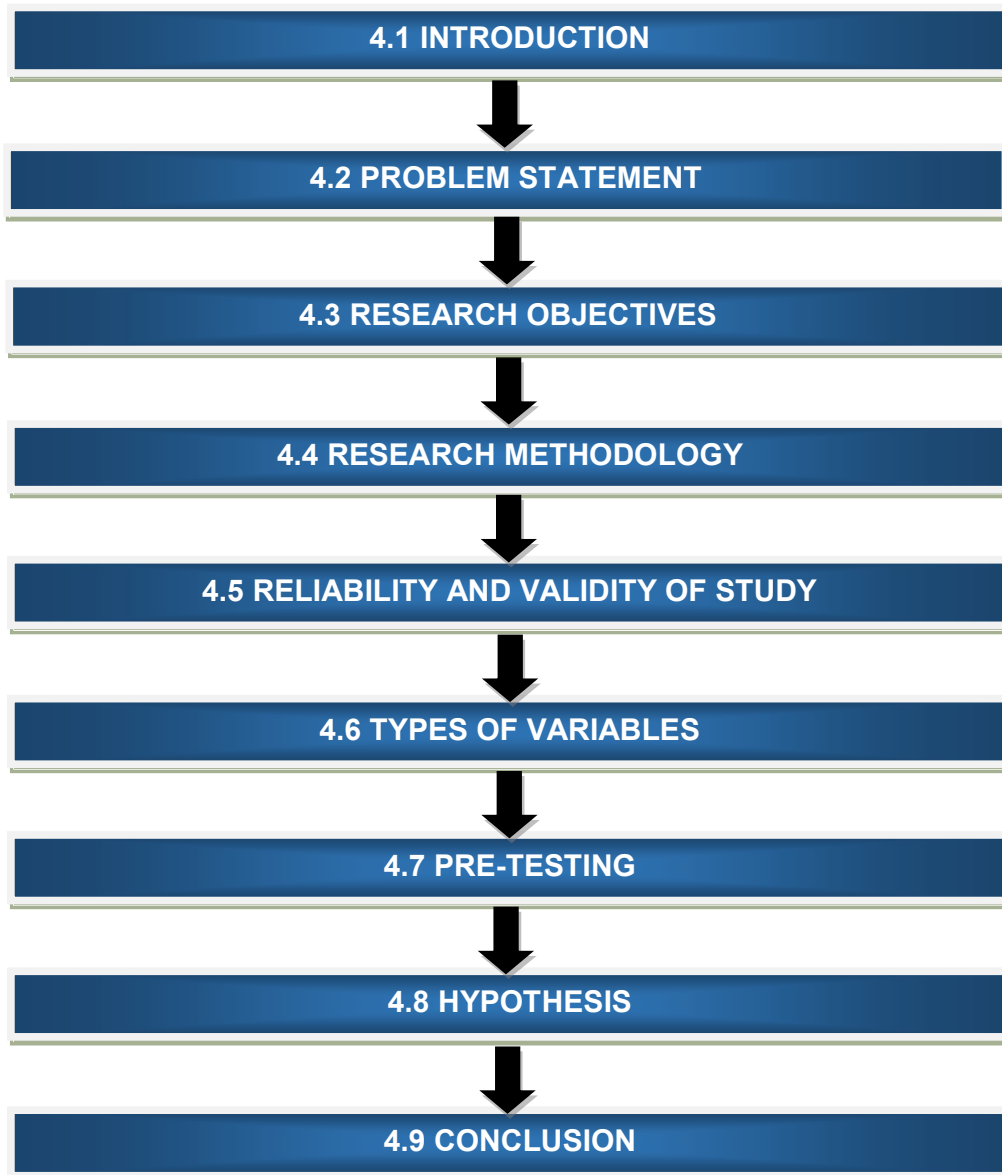 4.1 INTRODUCTION
4.2 PROBLEM STATEMENT
4.3 RESEARCH OBJECTIVES
4.4 RESEARCH METHODOLOGY
4.5 RELIABILITY AND VALIDITY OF STUDY
4.6 TYPES OF VARIABLES
4.7 PRE-TESTING
4.8 HYPOTHESIS
4.9 CONCLUSION